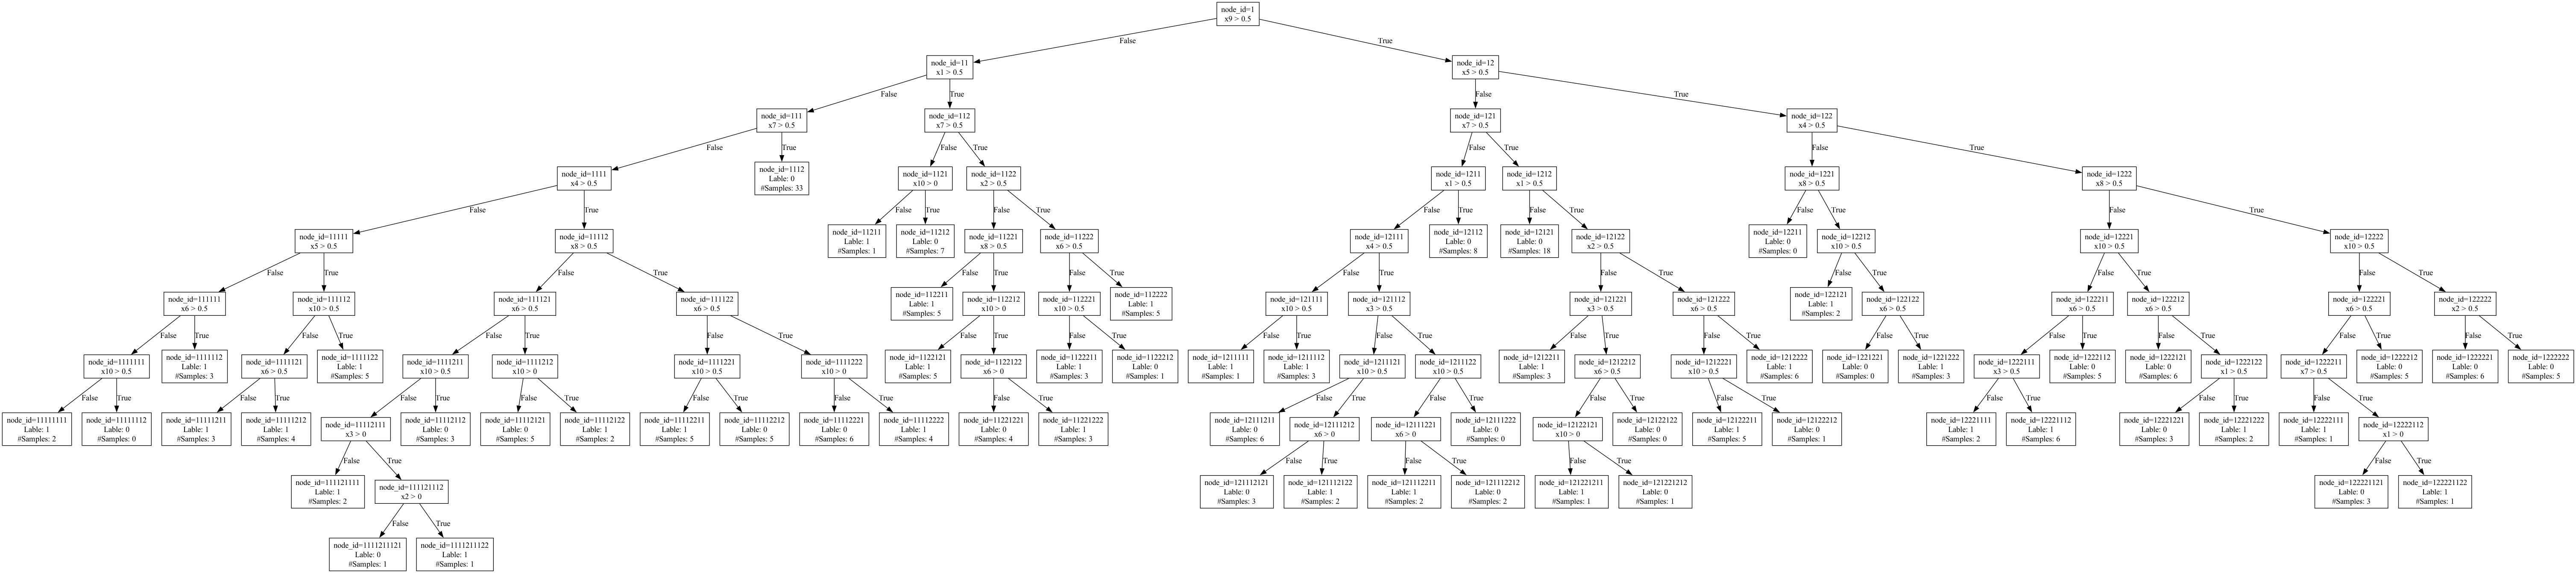 node_id=1
x9 > 0.5
False
True
node_id=11
x1 > 0.5
node_id=12
x5 > 0.5
False
True
False
True
node_id=111
x7 > 0.5
node_id=112
x7 > 0.5
node_id=121
x7 > 0.5
node_id=122
x4 > 0.5
False
True
False
True
False
True
False
True
node_id=1111
x4 > 0.5
node_id=1112
Lable: 0
#Samples: 33
node_id=1121
x10 > 0
node_id=1122
x2 > 0.5
node_id=1211
x1 > 0.5
node_id=1212
x1 > 0.5
node_id=1221
x8 > 0.5
node_id=1222
x8 > 0.5
False
True
False
True
False
True
False
True
False
True
False
True
False
True
node_id=11111
x5 > 0.5
node_id=11112
x8 > 0.5
node_id=11211
Lable: 1
#Samples: 1
node_id=11212
Lable: 0
#Samples: 7
node_id=11221
x8 > 0.5
node_id=11222
x6 > 0.5
node_id=12111
x4 > 0.5
node_id=12112
Lable: 0
#Samples: 8
node_id=12121
Lable: 0
#Samples: 18
node_id=12122
x2 > 0.5
node_id=12211
Lable: 0
#Samples: 0
node_id=12212
x10 > 0.5
node_id=12221
x10 > 0.5
node_id=12222
x10 > 0.5
False
True
False
True
False
True
False
True
False
True
False
True
False
True
False
True
False
True
node_id=111111
x6 > 0.5
node_id=111112
x10 > 0.5
node_id=111121
x6 > 0.5
node_id=111122
x6 > 0.5
node_id=112211
Lable: 1
#Samples: 5
node_id=112212
x10 > 0
node_id=112221
x10 > 0.5
node_id=112222
Lable: 1
#Samples: 5
node_id=121111
x10 > 0.5
node_id=121112
x3 > 0.5
node_id=121221
x3 > 0.5
node_id=121222
x6 > 0.5
node_id=122121
Lable: 1
#Samples: 2
node_id=122122
x6 > 0.5
node_id=122211
x6 > 0.5
node_id=122212
x6 > 0.5
node_id=122221
x6 > 0.5
node_id=122222
x2 > 0.5
False
True
False
True
False
True
False
True
False
True
False
True
False
True
False
True
False
True
False
True
False
True
False
True
False
True
False
True
False
True
node_id=1111111
x10 > 0.5
node_id=1111112
Lable: 1
#Samples: 3
node_id=1111121
x6 > 0.5
node_id=1111122
Lable: 1
#Samples: 5
node_id=1111211
x10 > 0.5
node_id=1111212
x10 > 0
node_id=1111221
x10 > 0.5
node_id=1111222
x10 > 0
node_id=1122121
Lable: 1
#Samples: 5
node_id=1122122
x6 > 0
node_id=1122211
Lable: 1
#Samples: 3
node_id=1122212
Lable: 0
#Samples: 1
node_id=1211111
Lable: 1
#Samples: 1
node_id=1211112
Lable: 1
#Samples: 3
node_id=1211121
x10 > 0.5
node_id=1211122
x10 > 0.5
node_id=1212211
Lable: 1
#Samples: 3
node_id=1212212
x6 > 0.5
node_id=1212221
x10 > 0.5
node_id=1212222
Lable: 1
#Samples: 6
node_id=1221221
Lable: 0
#Samples: 0
node_id=1221222
Lable: 1
#Samples: 3
node_id=1222111
x3 > 0.5
node_id=1222112
Lable: 0
#Samples: 5
node_id=1222121
Lable: 0
#Samples: 6
node_id=1222122
x1 > 0.5
node_id=1222211
x7 > 0.5
node_id=1222212
Lable: 0
#Samples: 5
node_id=1222221
Lable: 0
#Samples: 6
node_id=1222222
Lable: 0
#Samples: 5
False
True
False
True
False
True
False
True
False
True
False
True
False
True
False
True
False
True
False
True
False
True
False
True
False
True
False
True
node_id=11111111
Lable: 1
#Samples: 2
node_id=11111112
Lable: 0
#Samples: 0
node_id=11111211
Lable: 1
#Samples: 3
node_id=11111212
Lable: 1
#Samples: 4
node_id=11112111
x3 > 0
node_id=11112112
Lable: 0
#Samples: 3
node_id=11112121
Lable: 0
#Samples: 5
node_id=11112122
Lable: 1
#Samples: 2
node_id=11112211
Lable: 1
#Samples: 5
node_id=11112212
Lable: 0
#Samples: 5
node_id=11112221
Lable: 0
#Samples: 6
node_id=11112222
Lable: 1
#Samples: 4
node_id=11221221
Lable: 0
#Samples: 4
node_id=11221222
Lable: 1
#Samples: 3
node_id=12111211
Lable: 1
#Samples: 6
node_id=12111212
x6 > 0
node_id=12111221
x6 > 0
node_id=12111222
Lable: 0
#Samples: 0
node_id=12122121
x10 > 0
node_id=12122122
Lable: 0
#Samples: 0
node_id=12122211
Lable: 1
#Samples: 5
node_id=12122212
Lable: 0
#Samples: 1
node_id=12221111
Lable: 1
#Samples: 2
node_id=12221112
Lable: 1
#Samples: 6
node_id=12221221
Lable: 0
#Samples: 3
node_id=12221222
Lable: 1
#Samples: 2
node_id=12222111
Lable: 1
#Samples: 1
node_id=12222112
x1 > 0
False
True
False
True
False
True
False
True
False
True
node_id=111121111
Lable: 1
#Samples: 2
node_id=111121112
x2 > 0
node_id=121112121
Lable: 0
#Samples: 3
node_id=121112122
Lable: 1
#Samples: 2
node_id=121112211
Lable: 1
#Samples: 2
node_id=121112212
Lable: 0
#Samples: 2
node_id=121221211
Lable: 1
#Samples: 1
node_id=121221212
Lable: 0
#Samples: 1
node_id=122221121
Lable: 0
#Samples: 3
node_id=122221122
Lable: 1
#Samples: 1
False
True
node_id=1111211121
Lable: 0
#Samples: 1
node_id=1111211122
Lable: 1
#Samples: 1